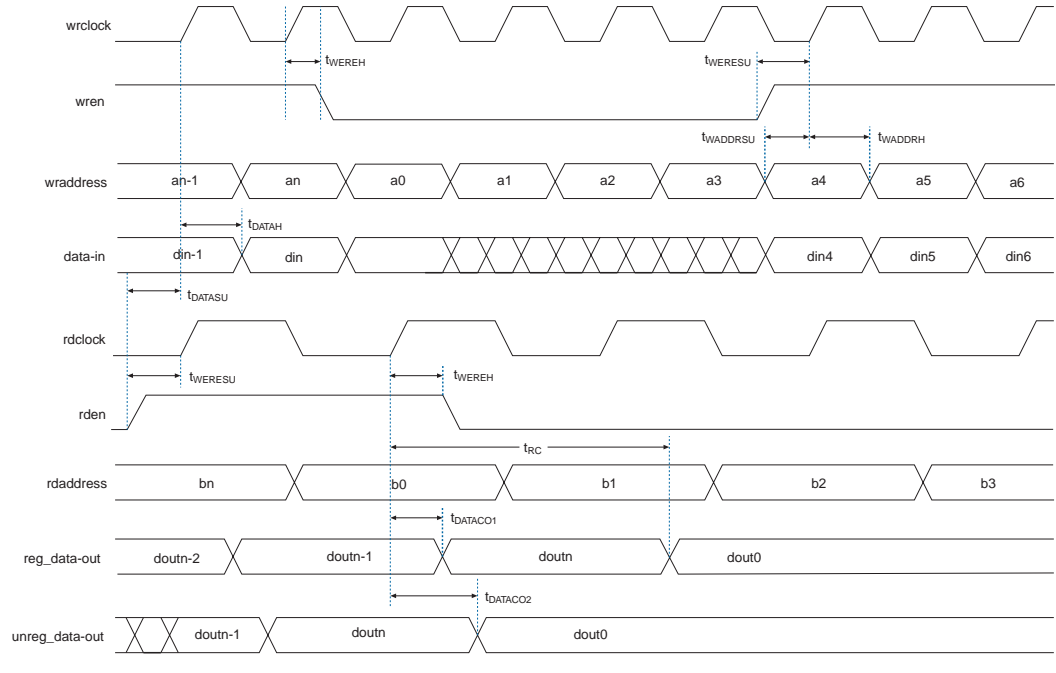 wrclock
tWEREH
tWERESU
wren
tWADDRSU
tWADDRH
wraddress an-1 an a0 a1 a2 a3 a4 a5 a6
tDATAH
data-in din-1 din din4 din5 din6
tDATASU
rdclock
tWERESU
tWEREH
rden
tRC
rdaddress bn b0 b1 b2 b3
tDATACO1
reg_data-out doutn-2 doutn-1 doutn dout0
tDATACO2
unreg_data-out doutn-1 doutn dout0